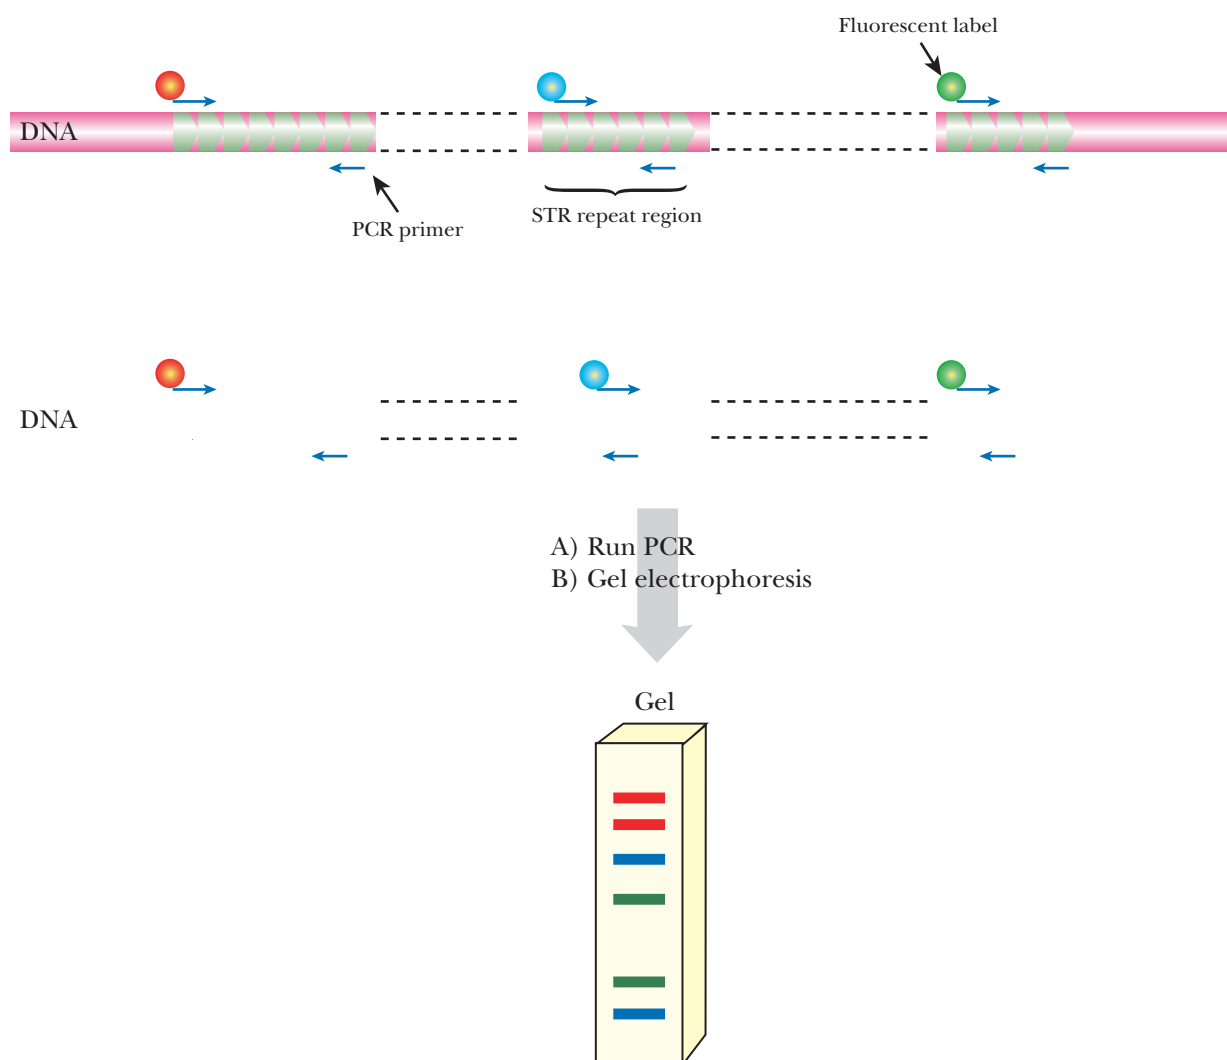 Fluorescent label
DNA
PCR primer
STR repeat region
DNA
A) Run PCR
B) Gel electrophoresis
Gel